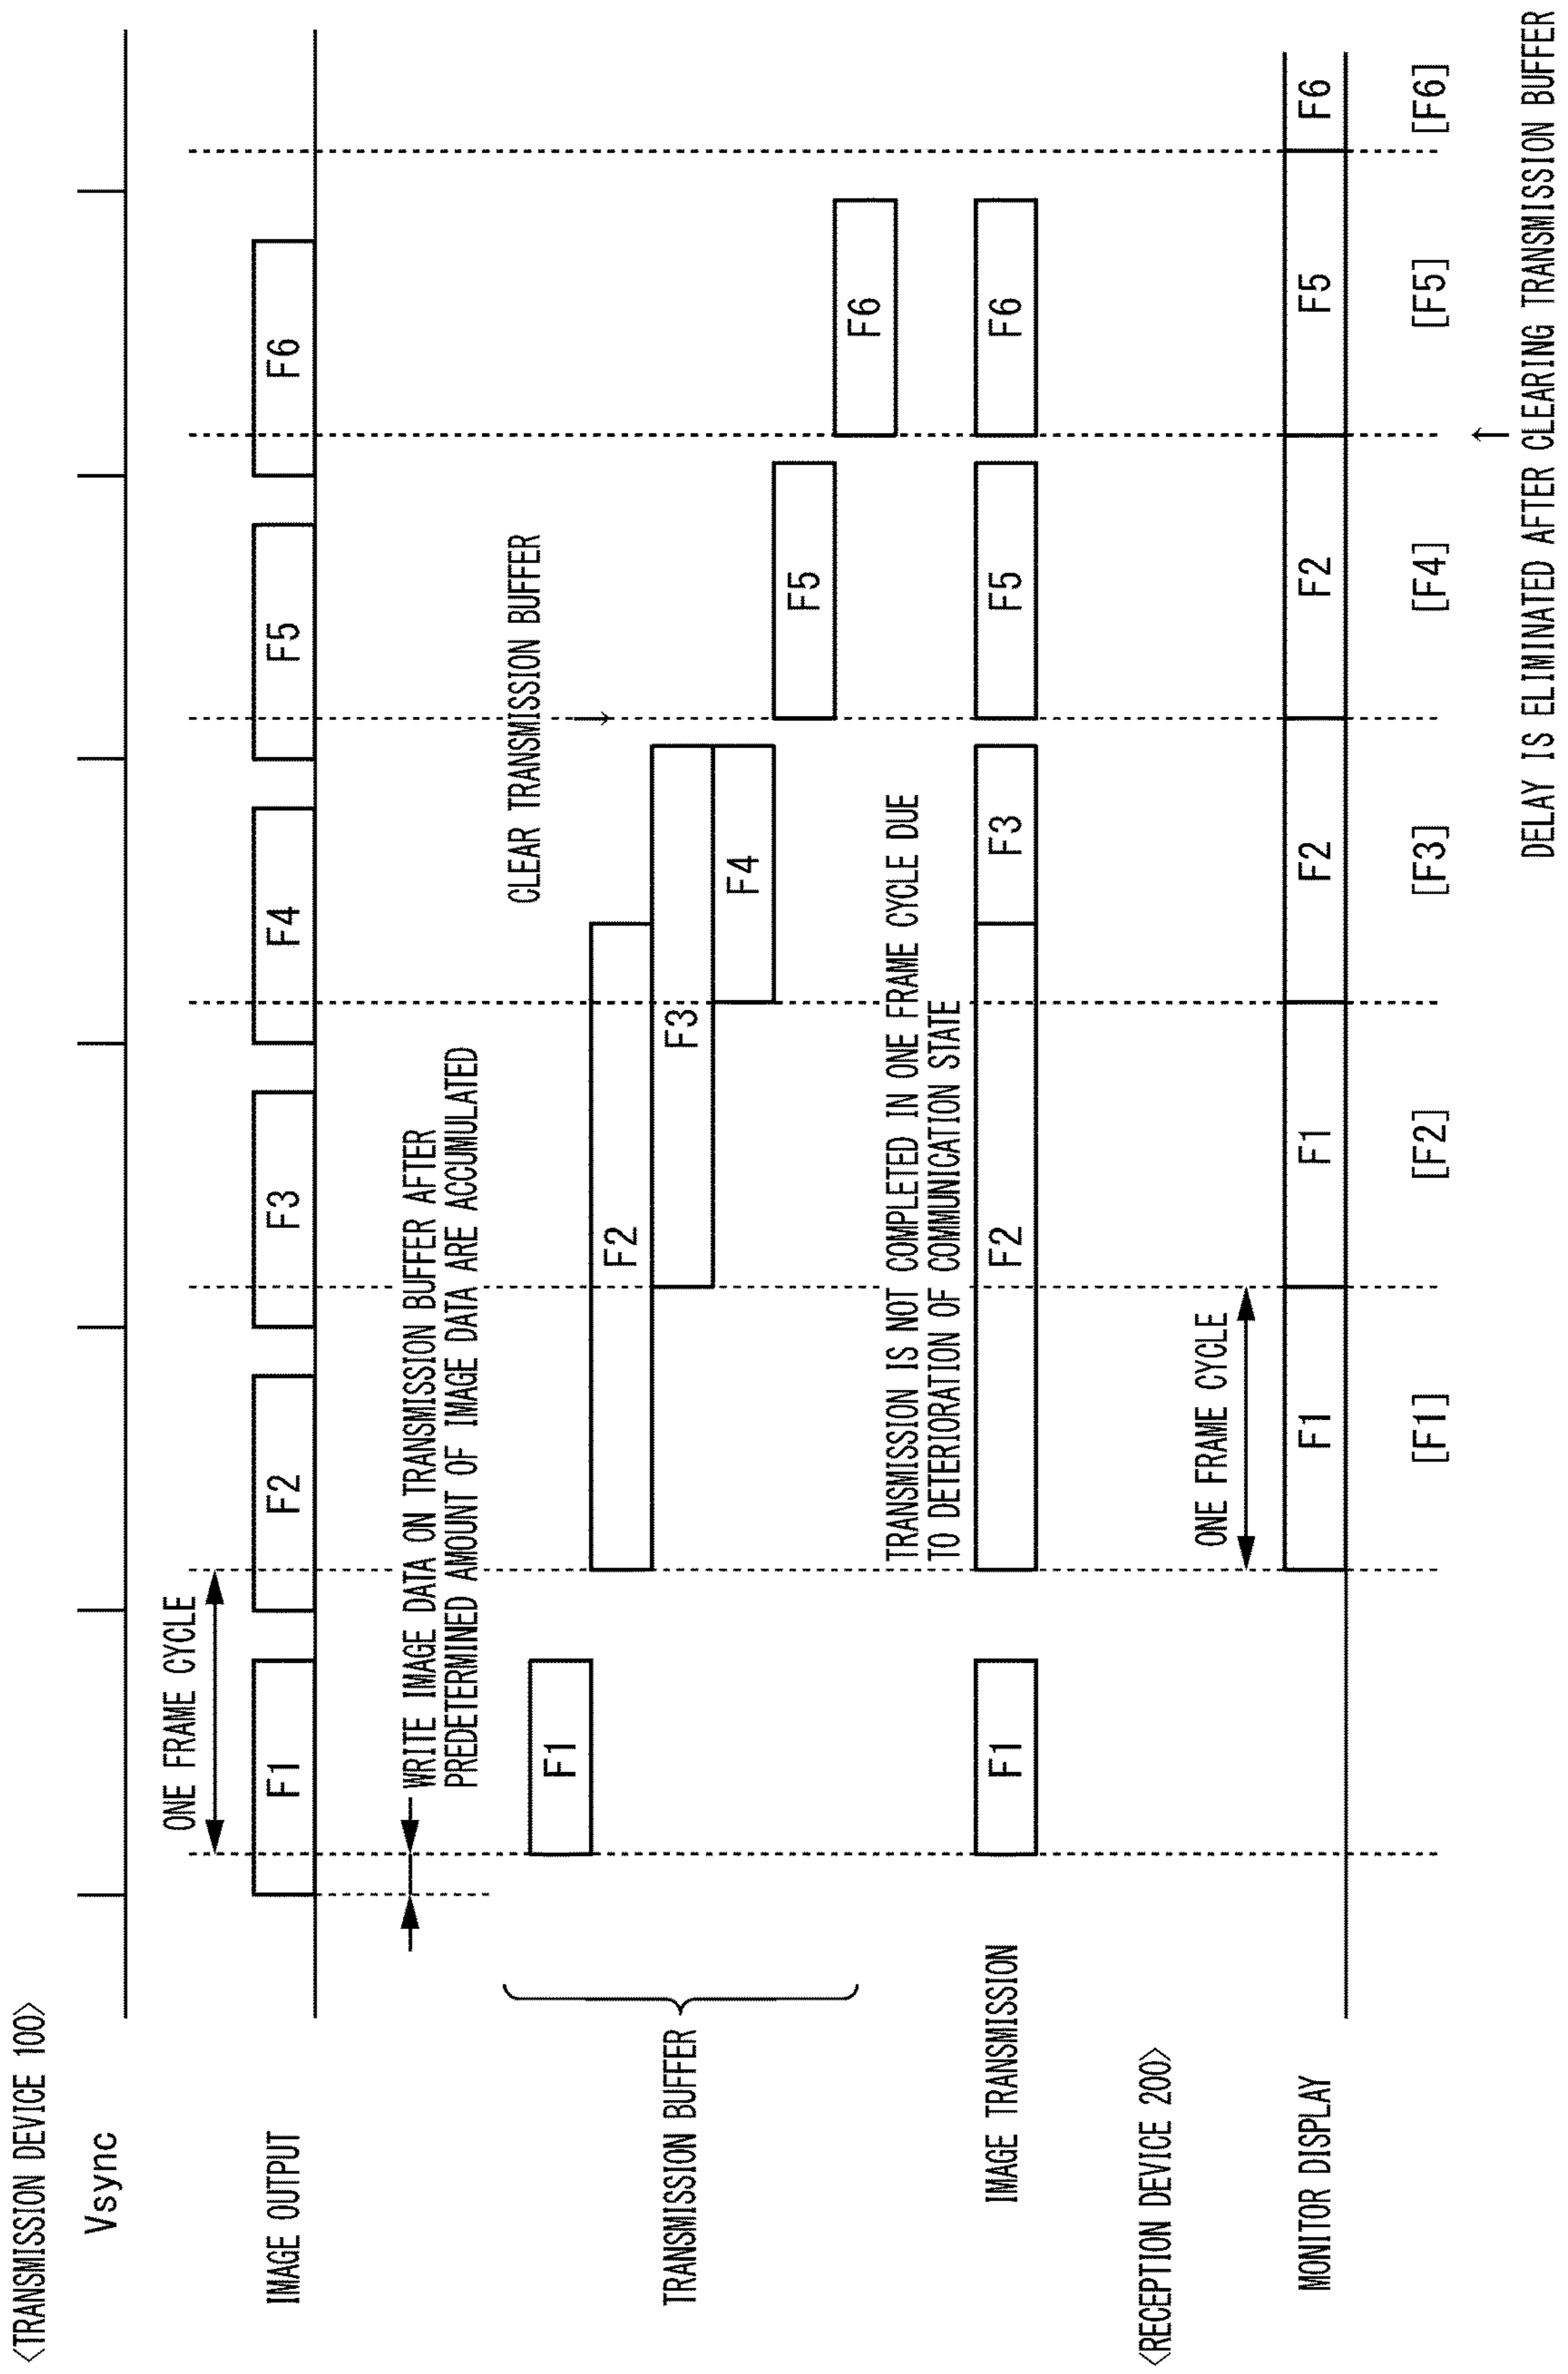 <TRANSMISSION DEVICE 100>
Vsync
ONE FRAME CYCLE
IMAGE OUTPUT
F1 F2 F3 F4 F5 F6
WRITE IMAGE DATA ON TRANSMISSION BUFFER AFTER
PREDETERMINED AMOUNT OF IMAGE DATA ARE ACCUMULATED
CLEAR TRANSMISSION BUFFER
TRANSMISSION BUFFER
F1
F2
F3
F4
F5
F6
TRANSMISSION IS NOT COMPLETED IN ONE FRAME CYCLE DUE
TO DETERIORATION OF COMMUNICATION STATE
IMAGE TRANSMISSION
F1 F2 F3 F5 F6
<RECEPTION DEVICE 200>
ONE FRAME CYCLE
MONITOR DISPLAY
F1 F1 F2 F2 F5 F6
[F1] [F2] [F3] [F4] [F5] [F6]
DELAY IS ELIMINATED AFTER CLEARING TRANSMISSION BUFFER